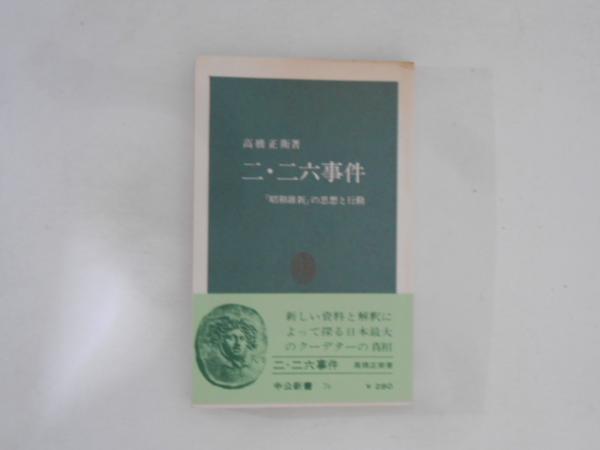 高橋正衛著
二・二六事件
「昭和維新」の思想と行動
新しい資料と解釈に
よって探る日本最大
のクーデターの真相
二・二六事件 高橋正衛著
中公新書 76 ￥280